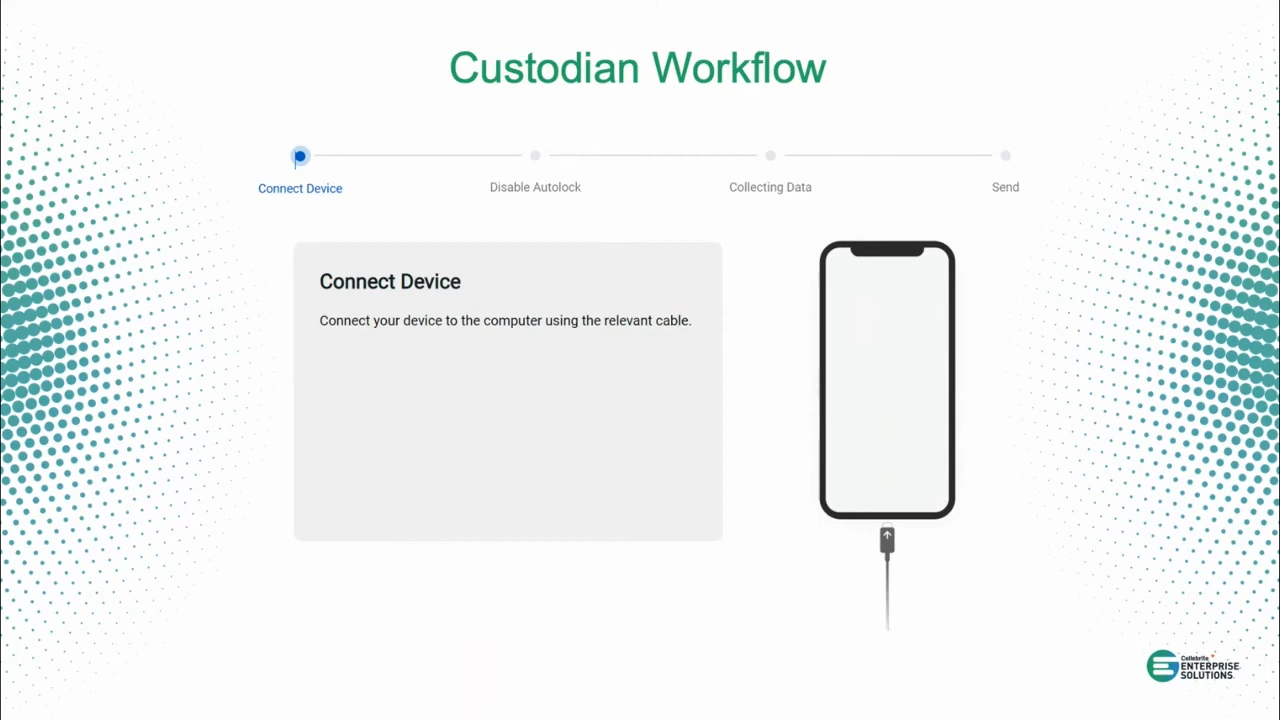 Custodian Workflow
Connect Device
Disable Autolock
Collecting Data
Send
Connect Device
Connect your device to the computer using the relevant cable.
Cellebrite
ENTERPRISE
SOLUTIONS